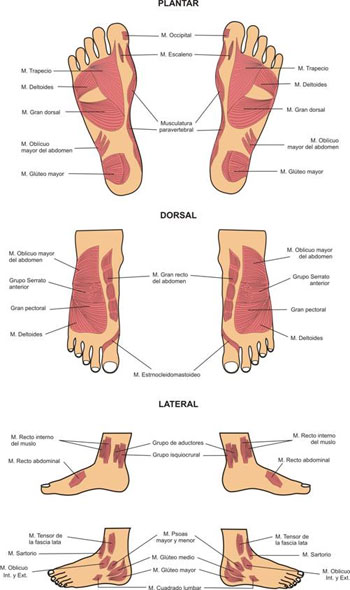 PLANTAR
M. Occipital
M. Escaleno
M. Trapecio
M. Trapecio
M. Deltoides
M. Deltoides
M. Gran dorsal
M. Gran dorsal
Musculatura
paravertebral
M. Oblícuo
mayor del abdomen
M. Oblícuo
mayor del abdomen
M. Glúteo mayor
M. Glúteo mayor
DORSAL
M. Oblicuo mayor
del abdomen
M. Oblicuo mayor
del abdomen
M. Gran recto
del abdomen
Grupo Serrato
anterior
Grupo Serrato
anterior
Gran pectoral
Gran pectoral
M. Deltoides
M. Deltoides
M. Estrnocleidomastoideo
LATERAL
M. Recto interno
del muslo
M. Recto interno
del muslo
Grupo de aductores
Grupo isquiocrural
M. Recto abdominal
M. Recto abdominal
M. Tensor de
la fascia lata
M. Tensor de
la fascia lata
M. Psoas
mayor y menor
M. Sartorio
M. Sartorio
M. Glúteo medio
M. Glúteo mayor
M. Oblicuo
Int. y Ext.
M. Oblicuo
Int. y Ext.
M. Cuadrado lumbar